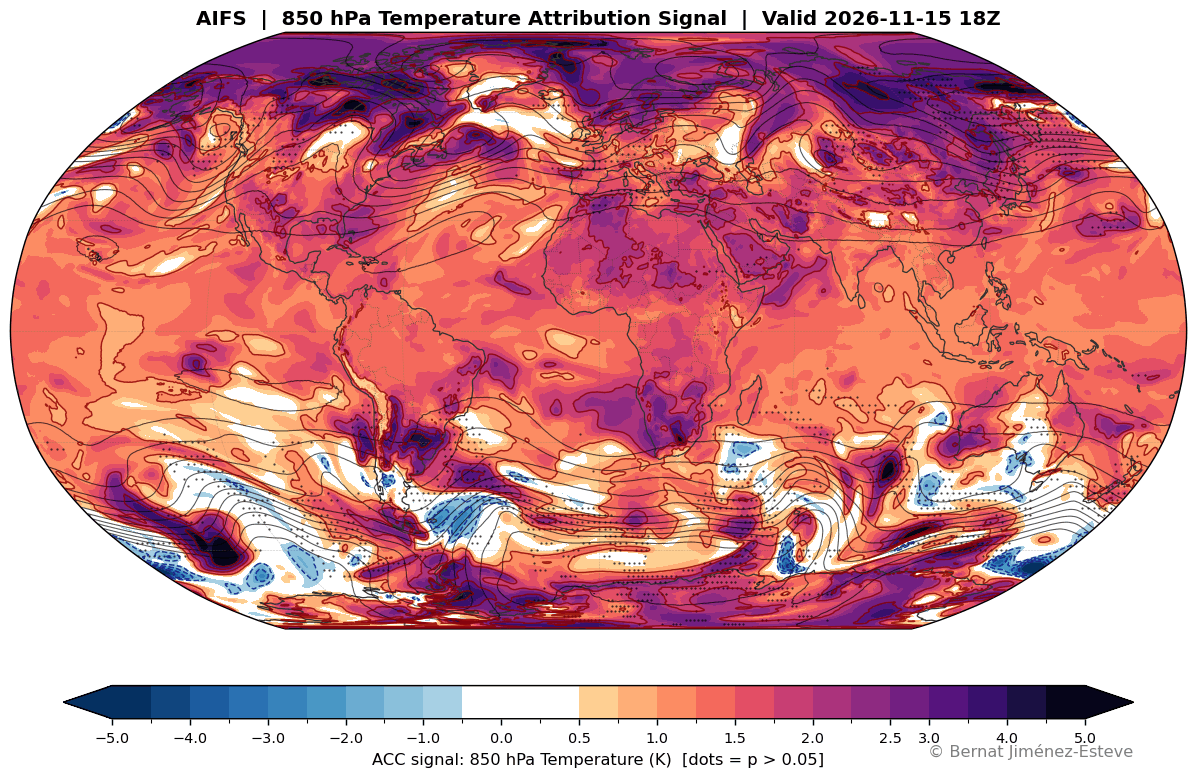 AIFS | 850 hPa Temperature Attribution Signal | Valid 2026-11-15 18Z
−5.0 −4.0 −3.0 −2.0 −1.0 0.0 0.5 1.0 1.5 2.0 2.5 3.0 4.0 5.0
ACC signal: 850 hPa Temperature (K) [dots = p > 0.05]
© Bernat Jiménez-Esteve